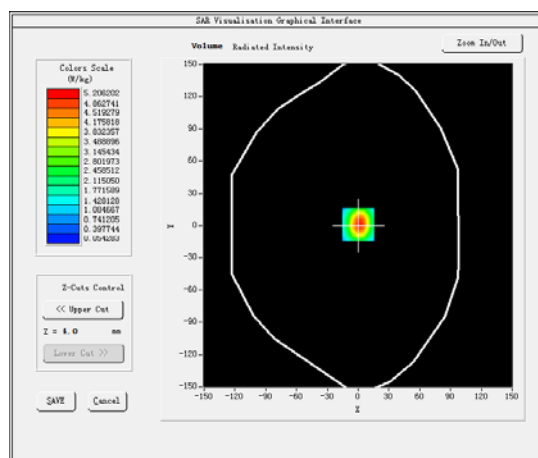 SAR Visualisation Graphical Interface
Volume Radiated Intensity
Zoom In/Out
Colors Scale
(W/kg)
5.206202
4.862741
4.519279
4.175818
3.832357
3.488896
3.145434
2.801973
2.458512
2.115050
1.771589
1.428128
1.084667
0.741205
0.397744
0.054283
150
120
90
60
30
0
-30
-60
-90
-120
-150
Y
-150 -120 -90 -60 -30 0 30 60 90 120 150
X
Z-Cuts Control
<< Upper Cut
Z = 4.0 mm
Lower Cut >>
SAVE Cancel